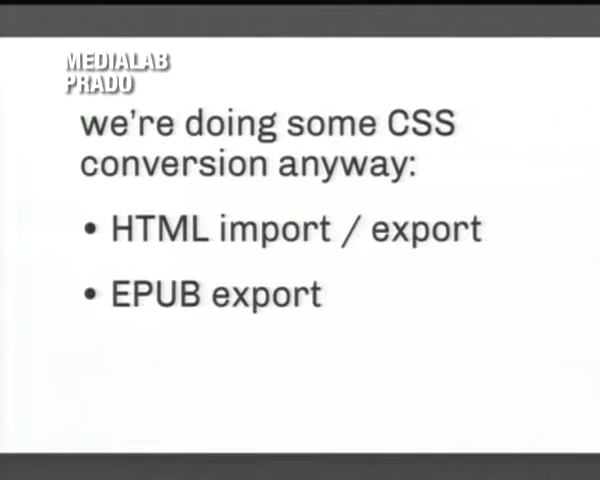 MEDIALAB
PRADO
we're doing some CSS
conversion anyway:
• HTML import / export
• EPUB export